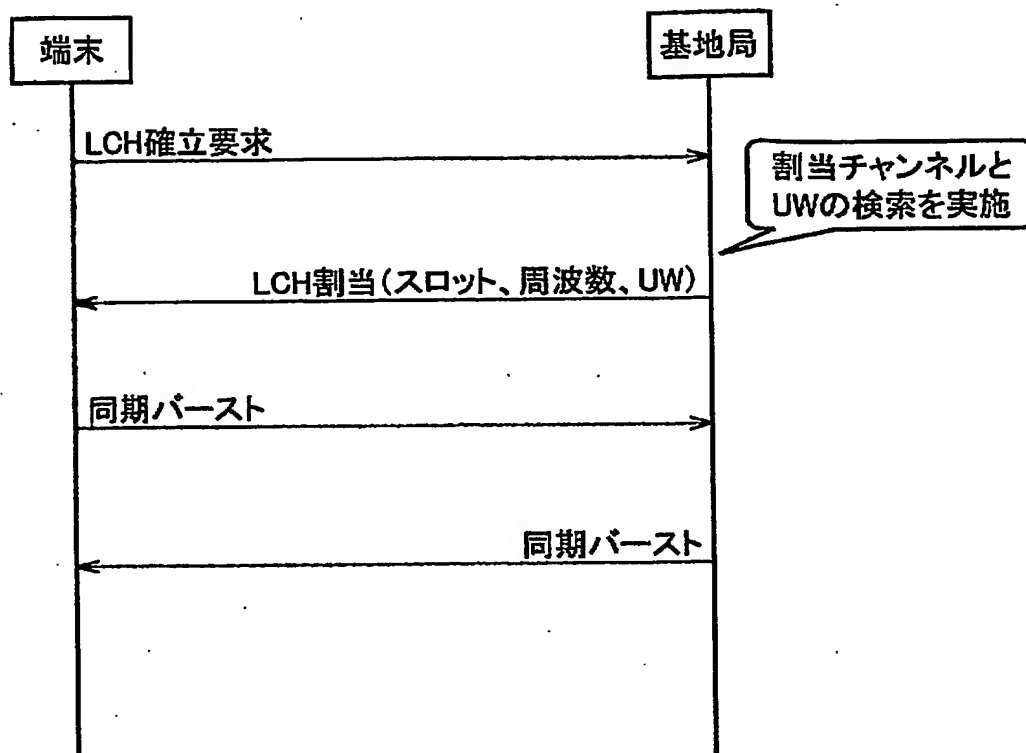 端末
基地局
LCH確立要求
割当チャンネルと
UWの検索を実施
LCH割当(スロット、周波数、UW)
同期バースト
同期バースト